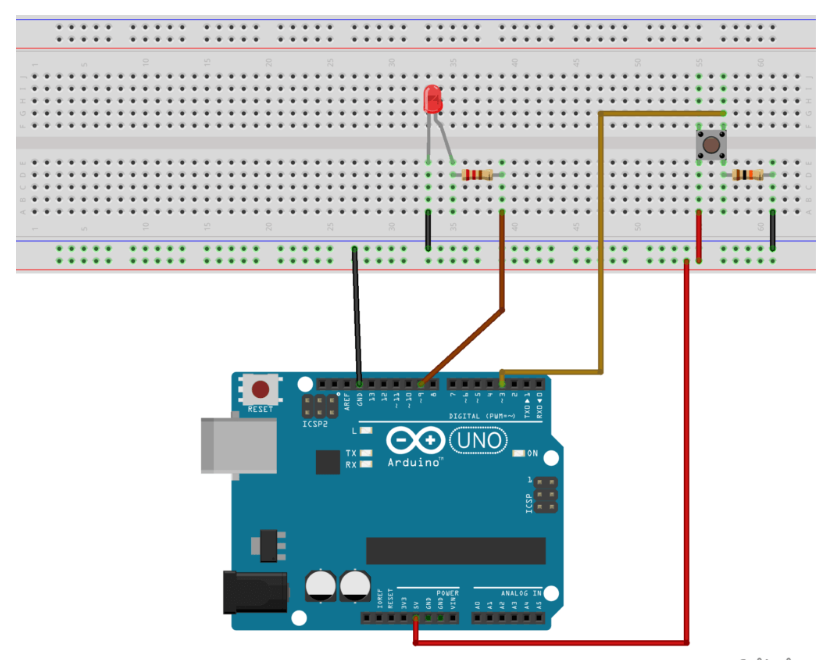 1 5 10 15 20 25 30 35 40 45 50 55 60
J
I
H
G
F
E
D
C
B
A
1 5 10 15 20 25 30 35 40 45 50 55 60
AREF GND 13 12 ~11 ~10 ~9 8 7 ~6 ~5 4 ~3 2 TXD►1 RXD◄0
RESET
ICSP2
DIGITAL (PWM=~)
L
TX
RX
Arduino™
UNO
ON
1
ICSP
POWER
ANALOG IN
IOREF RESET 3V3 5V GND GND VIN A0 A1 A2 A3 A4 A5